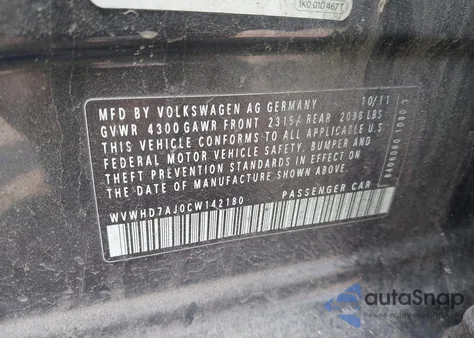 1K0 010 467 T
MFD BY VOLKSWAGEN AG GERMANY 10/11
GVWR 4300 GAWR FRONT 2315/ REAR 2036 LBS
THIS VEHICLE CONFORMS TO ALL APPLICABLE U.S
FEDERAL MOTOR VEHICLE SAFETY, BUMPER AND
THEFT PREVENTION STANDARDS IN EFFECT ON
THE DATE OF MANUFACTURE SHOWN ABOVE.
WVWHD7AJ0CW142180 PASSENGER CAR
autoSnap